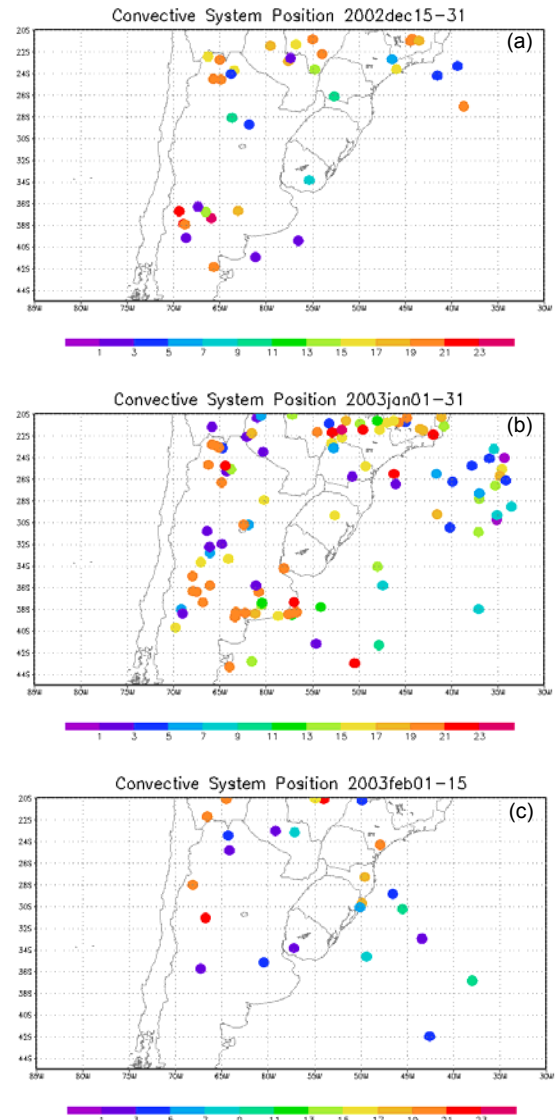 Convective System Position 2002dec15-31
(a)
20S
22S
24S
26S
28S
30S
32S
34S
36S
38S
40S
42S
44S
85W 80W 75W 70W 65W 60W 55W 50W 45W 40W 35W 30W
1 3 5 7 9 11 13 15 17 19 21 23
Convective System Position 2003jan01-31
(b)
20S
22S
24S
26S
28S
30S
32S
34S
36S
38S
40S
42S
44S
85W 80W 75W 70W 65W 60W 55W 50W 45W 40W 35W 30W
1 3 5 7 9 11 13 15 17 19 21 23
Convective System Position 2003feb01-15
(c)
20S
22S
24S
26S
28S
30S
32S
34S
36S
38S
40S
42S
44S
85W 80W 75W 70W 65W 60W 55W 50W 45W 40W 35W 30W